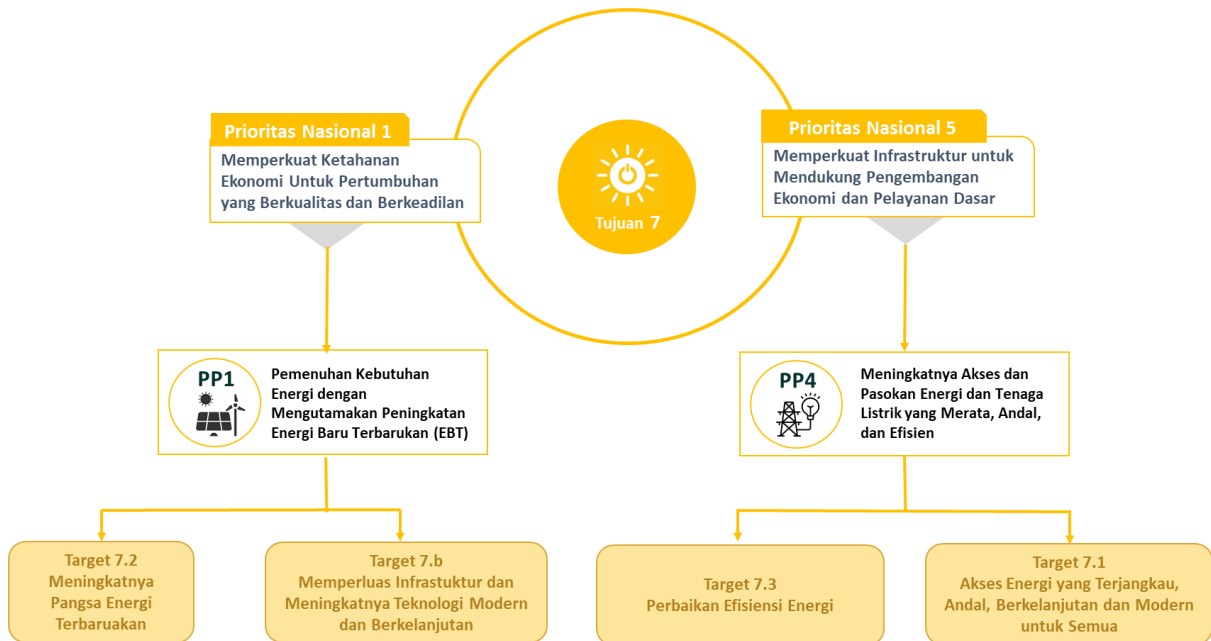 Prioritas Nasional 1
Memperkuat Ketahanan
Ekonomi Untuk Pertumbuhan
yang Berkualitas dan Berkeadilan
Tujuan 7
Prioritas Nasional 5
Memperkuat Infrastruktur untuk
Mendukung Pengembangan
Ekonomi dan Pelayanan Dasar
PP1
Pemenuhan Kebutuhan
Energi dengan
Mengutamakan Peningkatan
Energi Baru Terbarukan (EBT)
PP4
Meningkatnya Akses dan
Pasokan Energi dan Tenaga
Listrik yang Merata, Andal,
dan Efisien
Target 7.2
Meningkatnya
Pangsa Energi
Terbaruakan
Target 7.b
Memperluas Infrastuktur dan
Meningkatnya Teknologi Modern
dan Berkelanjutan
Target 7.3
Perbaikan Efisiensi Energi
Target 7.1
Akses Energi yang Terjangkau,
Andal, Berkelanjutan dan Modern
untuk Semua